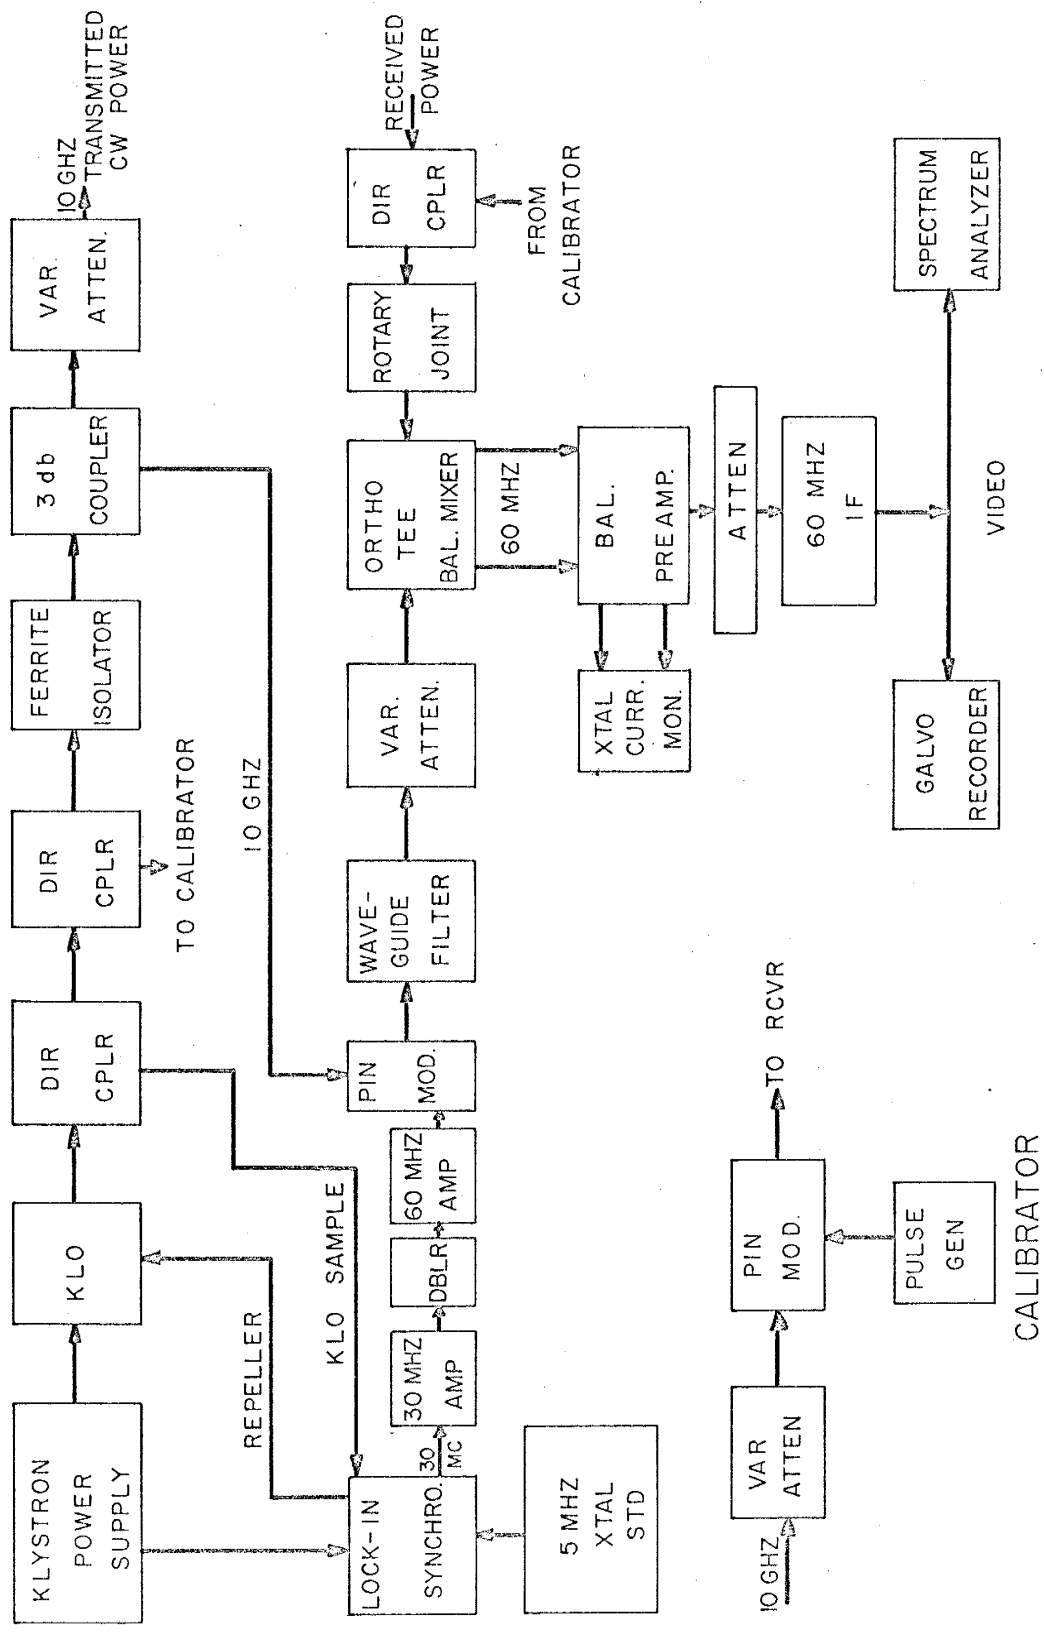 KLYSTRON
POWER
SUPPLY
KLO
DIR
CPLR
DIR
CPLR
FERRITE
ISOLATOR
3 db
COUPLER
VAR.
ATTEN.
10 GHZ
TRANSMITTED
CW POWER
TO CALIBRATOR
REPELLER
KLO SAMPLE
10 GHZ
LOCK-IN
SYNCHRO.
30
MC
30 MHZ
AMP
DBLR
60 MHZ
AMP
PIN
MOD.
WAVE-
GUIDE
FILTER
VAR.
ATTEN.
ORTHO
TEE
BAL. MIXER
ROTARY
JOINT
DIR
CPLR
RECEIVED
POWER
FROM
CALIBRATOR
5 MHZ
XTAL
STD
60 MHZ
XTAL
CURR.
MON.
BAL.
PREAMP.
ATTEN
60 MHZ
IF
VIDEO
GALVO
RECORDER
SPECTRUM
ANALYZER
10 GHZ
VAR
ATTEN
PIN
MOD.
TO RCVR
PULSE
GEN
CALIBRATOR